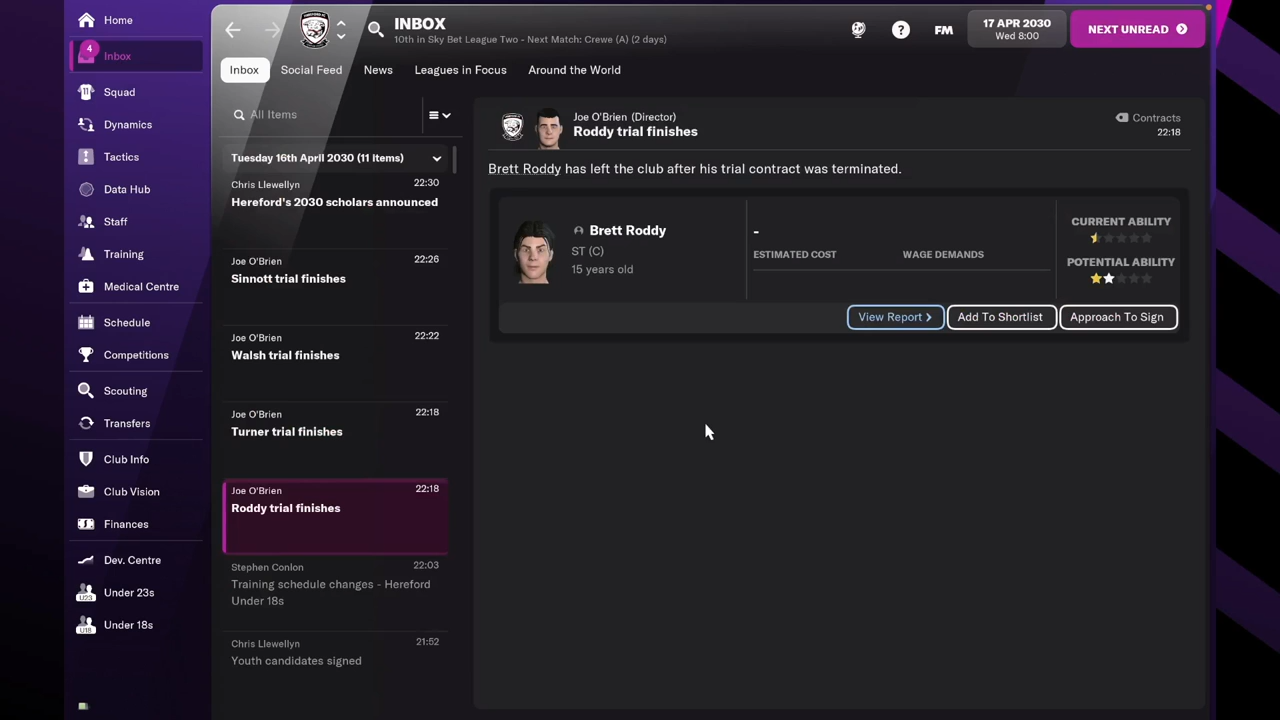 Home
4
Inbox
Squad
Dynamics
Tactics
Data Hub
Staff
Training
Medical Centre
Schedule
Competitions
Scouting
Transfers
Club Info
Club Vision
Finances
Dev. Centre
U23
Under 23s
U18
Under 18s
INBOX
10th in Sky Bet League Two - Next Match: Crewe (A) (2 days)
?
FM
17 APR 2030
Wed 8:00
NEXT UNREAD
Inbox
Social Feed
News
Leagues in Focus
Around the World
All Items
Tuesday 16th April 2030 (11 items)
Chris Llewellyn 22:30
Hereford's 2030 scholars announced
Joe O'Brien 22:26
Sinnott trial finishes
Joe O'Brien 22:22
Walsh trial finishes
Joe O'Brien 22:18
Turner trial finishes
Joe O'Brien 22:18
Roddy trial finishes
Stephen Conlon 22:03
Training schedule changes - Hereford
Under 18s
Chris Llewellyn 21:52
Youth candidates signed
Joe O'Brien (Director)
Roddy trial finishes
Contracts
22:18
Brett Roddy has left the club after his trial contract was terminated.
Brett Roddy
ST (C)
15 years old
-
ESTIMATED COST
WAGE DEMANDS
CURRENT ABILITY
POTENTIAL ABILITY
View Report
Add To Shortlist
Approach To Sign